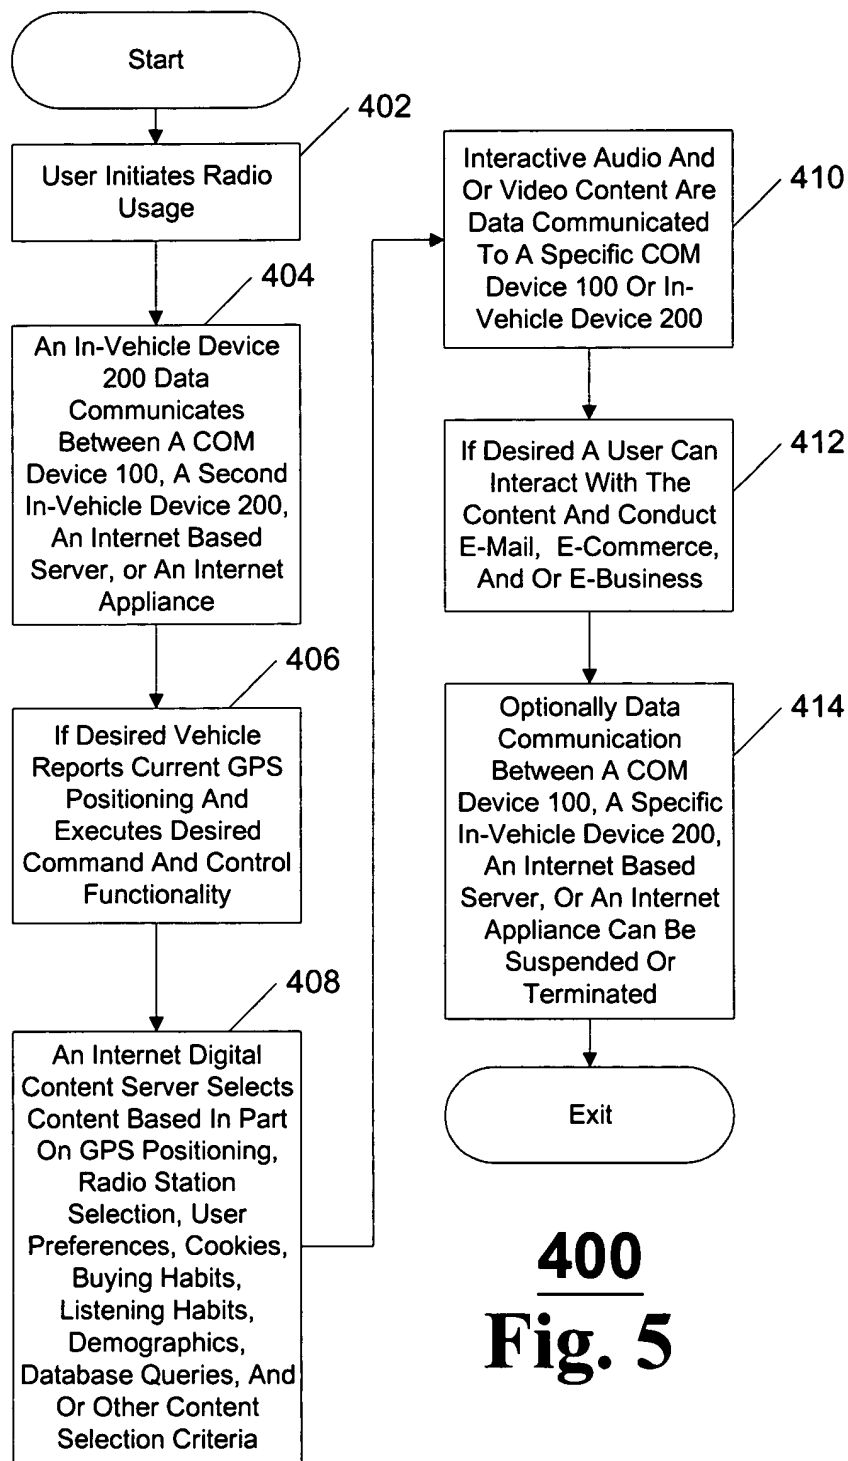 Start
402
User Initiates Radio
Usage
404
An In-Vehicle Device
200 Data
Communicates
Between A COM
Device 100, A Second
In-Vehicle Device 200,
An Internet Based
Server, or An Internet
Appliance
406
If Desired Vehicle
Reports Current GPS
Positioning And
Executes Desired
Command And Control
Functionality
408
An Internet Digital
Content Server Selects
Content Based In Part
On GPS Positioning,
Radio Station
Selection, User
Preferences, Cookies,
Buying Habits,
Listening Habits,
Demographics,
Database Queries, And
Or Other Content
Selection Criteria
410
Interactive Audio And
Or Video Content Are
Data Communicated
To A Specific COM
Device 100 Or In-
Vehicle Device 200
412
If Desired A User Can
Interact With The
Content And Conduct
E-Mail, E-Commerce,
And Or E-Business
414
Optionally Data
Communication
Between A COM
Device 100, A Specific
In-Vehicle Device 200,
An Internet Based
Server, Or An Internet
Appliance Can Be
Suspended Or
Terminated
Exit
400
Fig. 5